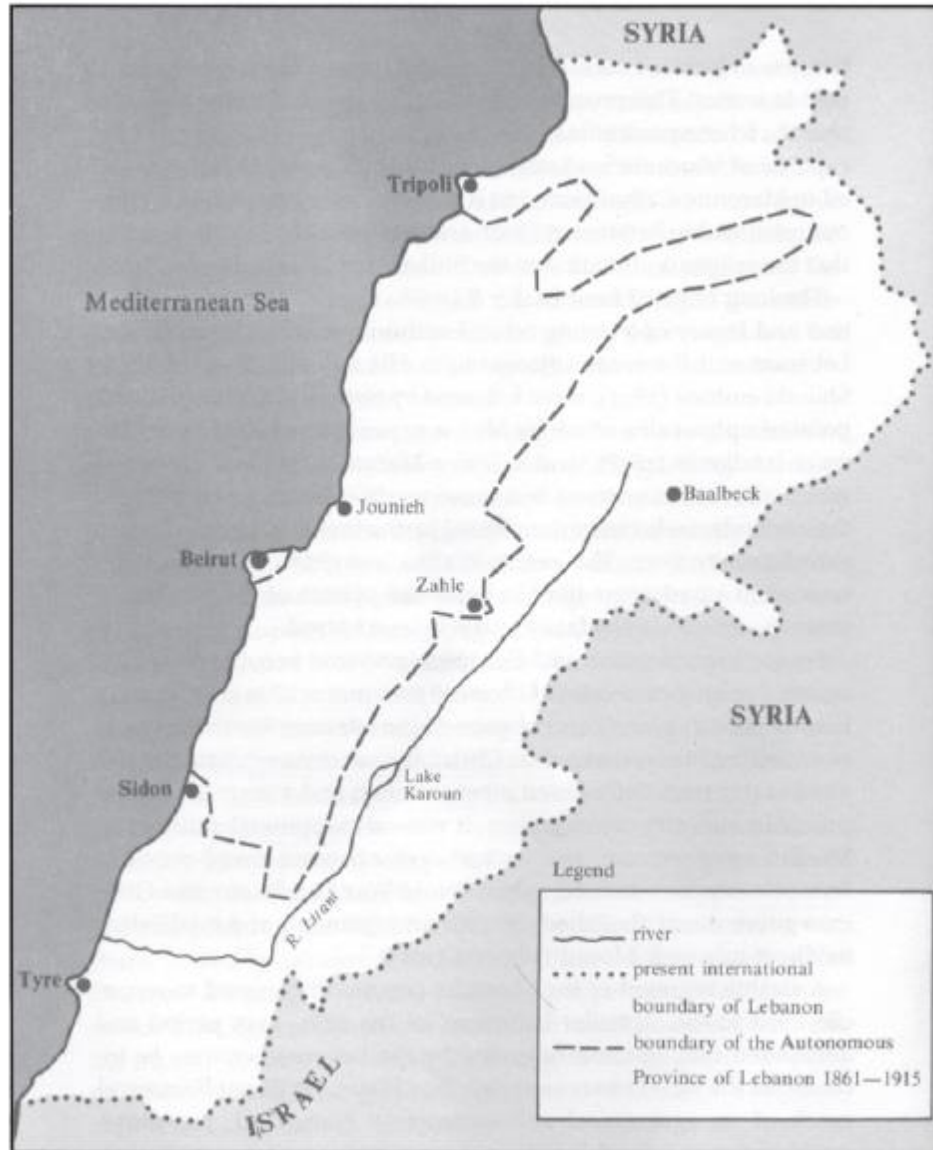 SYRIA
Tripoli
Mediterranean Sea
Baalbeck
Jounieh
Beirut
Zahle
SYRIA
Lake
Karoun
Sidon
R. Litani
Tyre
ISRAEL
Legend
river
present international
boundary of Lebanon
boundary of the Autonomous
Province of Lebanon 1861—1915